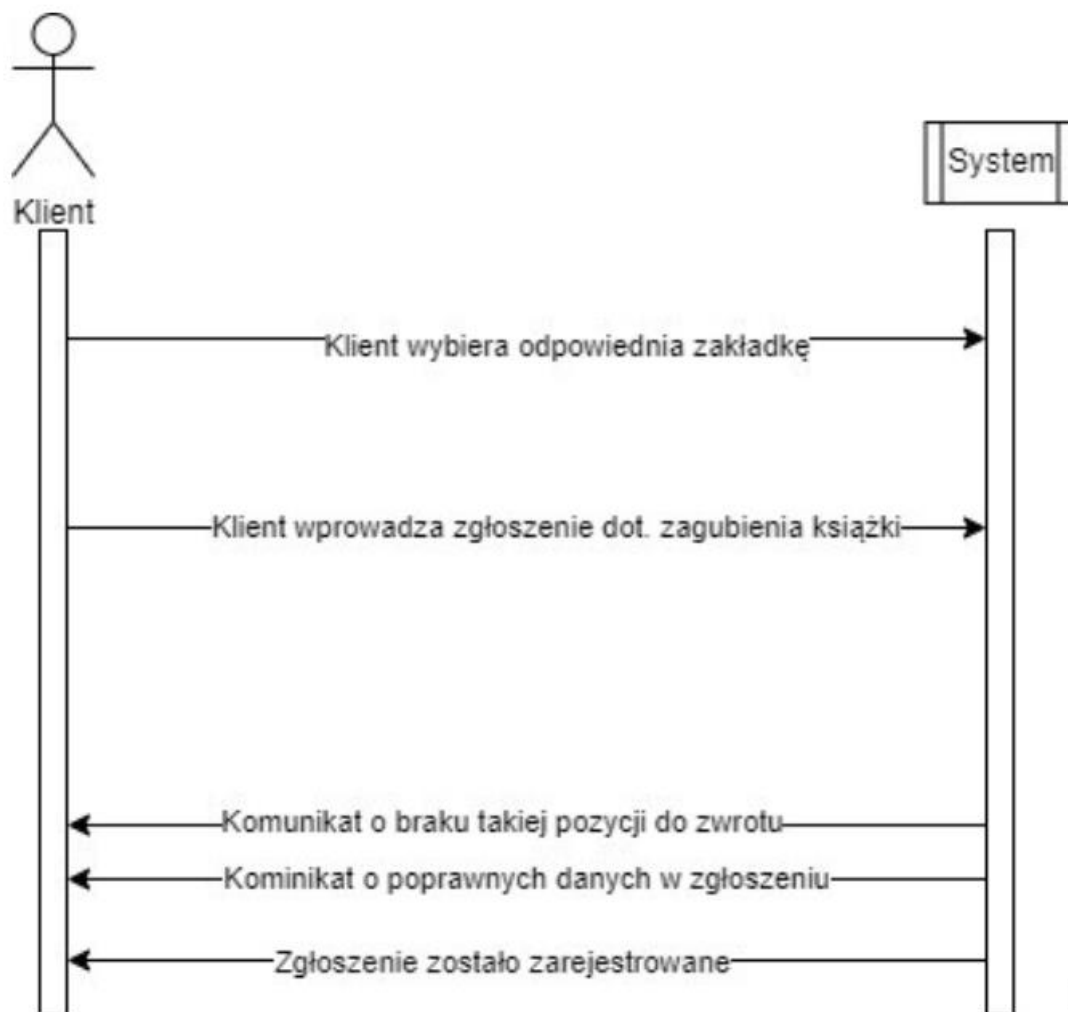 Klient
System
Klient wybiera odpowiednia zakładkę
Klient wprowadza zgłoszenie dot. zagubienia książki
Komunikat o braku takiej pozycji do zwrotu
Kominikat o poprawnych danych w zgłoszeniu
Zgłoszenie zostało zarejestrowane